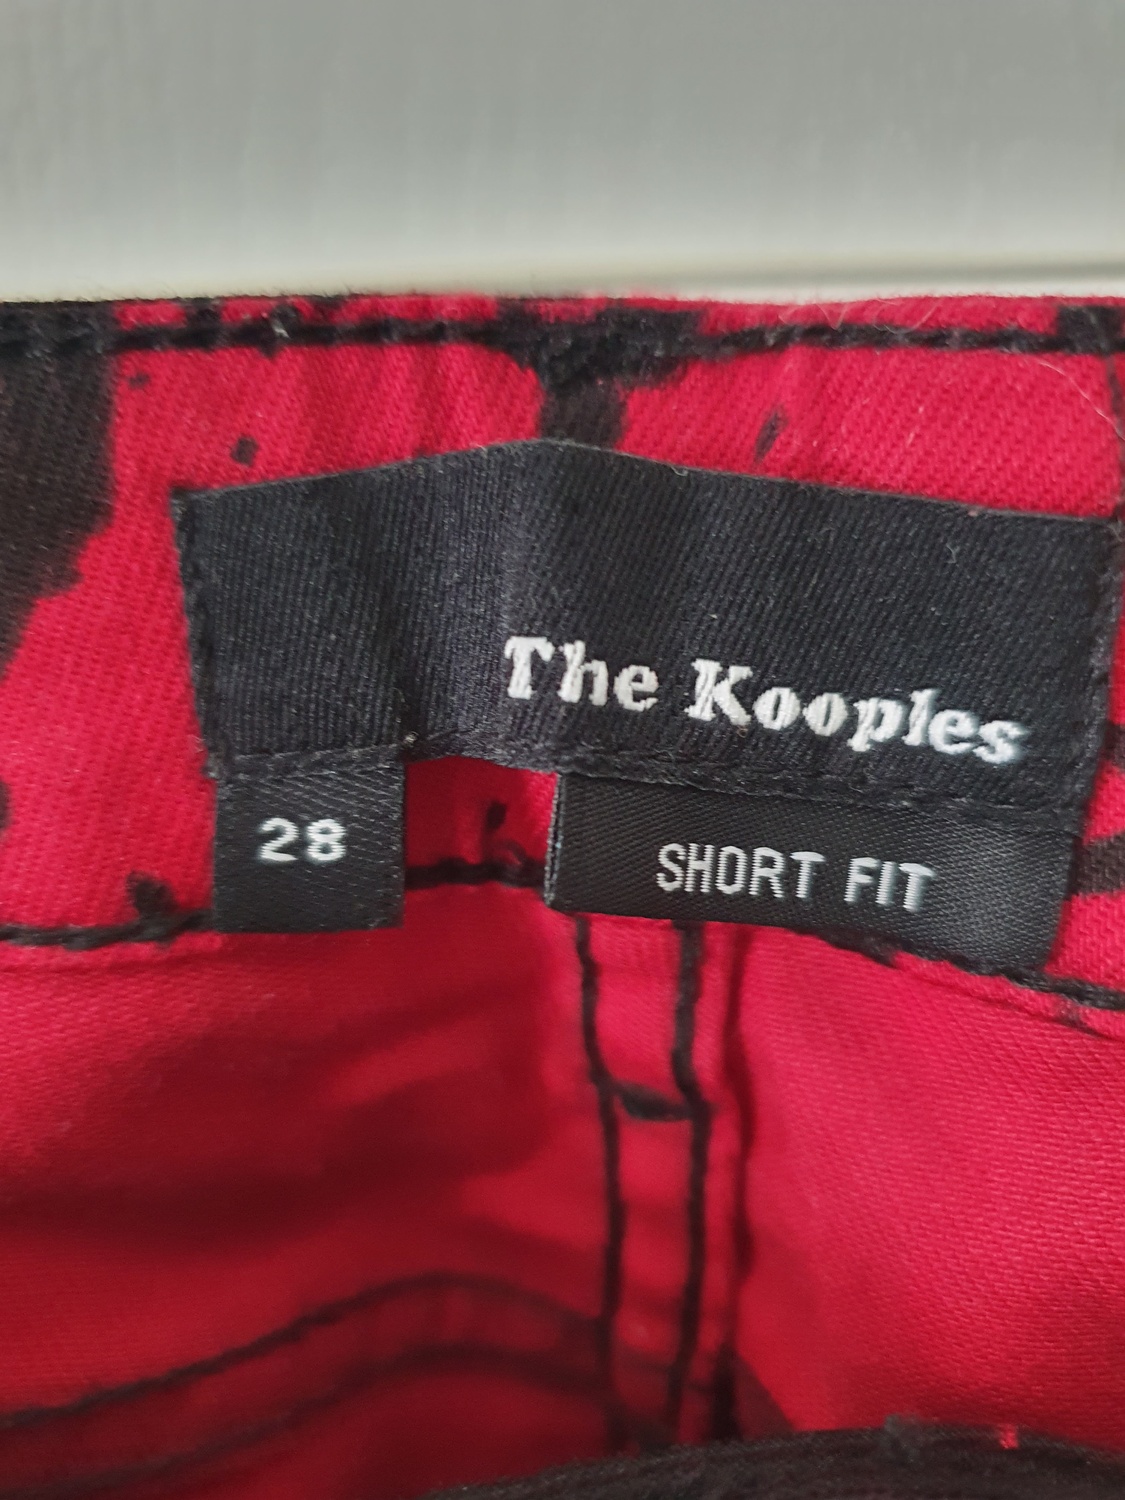 The Kooples
28
SHORT FIT